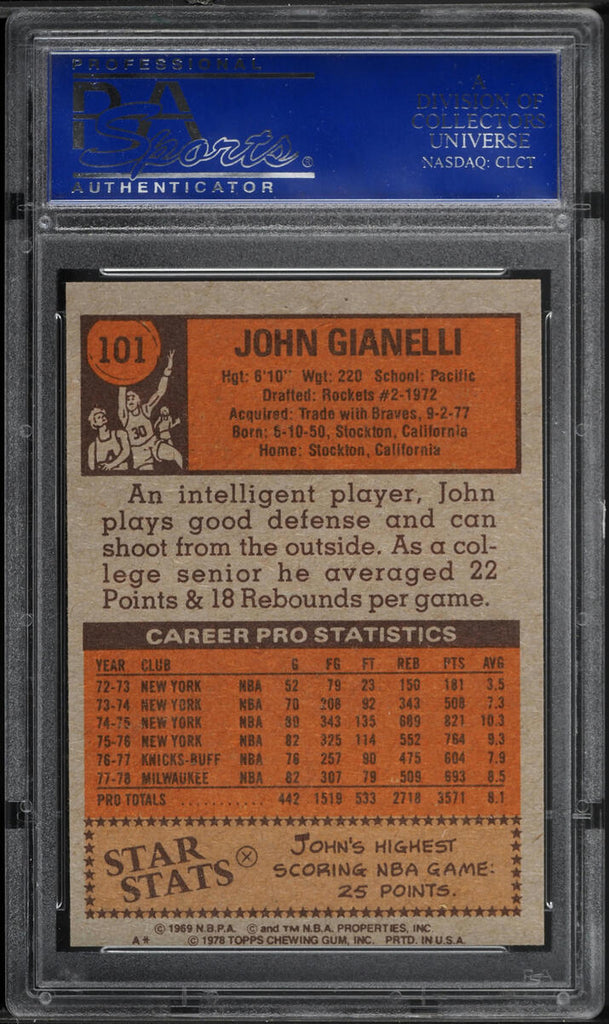 PROFESSIONAL
PSA
Sports®
AUTHENTICATOR
A
DIVISION OF
COLLECTORS
UNIVERSE
NASDAQ: CLCT
101
30
JOHN GIANELLI
Hgt: 6'10" Wgt: 220 School: Pacific
Drafted: Rockets #2-1972
Acquired: Trade with Braves, 9-2-77
Born: 6-10-50, Stockton, California
Home: Stockton, California
An intelligent player, John
plays good defense and can
shoot from the outside. As a col-
lege senior he averaged 22
Points & 18 Rebounds per game.
CAREER PRO STATISTICS
YEAR CLUB G FG FT REB PTS AVG
72-73 NEW YORK NBA 52 79 23 150 181 3.5
73-74 NEW YORK NBA 70 208 92 343 508 7.3
74-75 NEW YORK NBA 80 343 135 689 821 10.3
75-76 NEW YORK NBA 82 325 114 552 764 9.3
76-77 KNICKS-BUFF NBA 76 257 90 475 604 7.9
77-78 MILWAUKEE NBA 82 307 79 509 693 8.5
PRO TOTALS ........... 442 1519 533 2718 3571 8.1
STAR
STATS
JOHN'S HIGHEST
SCORING NBA GAME:
25 POINTS.
© 1969 N.B.P.A. © and TM N.B.A. PROPERTIES, INC.
A* © 1978 TOPPS CHEWING GUM, INC. PRTD. IN U.S.A.
PSA